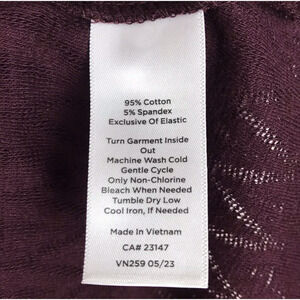 95% Cotton
5% Spandex
Exclusive Of Elastic
Turn Garment Inside
Out
Machine Wash Cold
Gentle Cycle
Only Non-Chlorine
Bleach When Needed
Tumble Dry Low
Cool Iron, If Needed
Made In Vietnam
CA# 23147
VN259 05/23